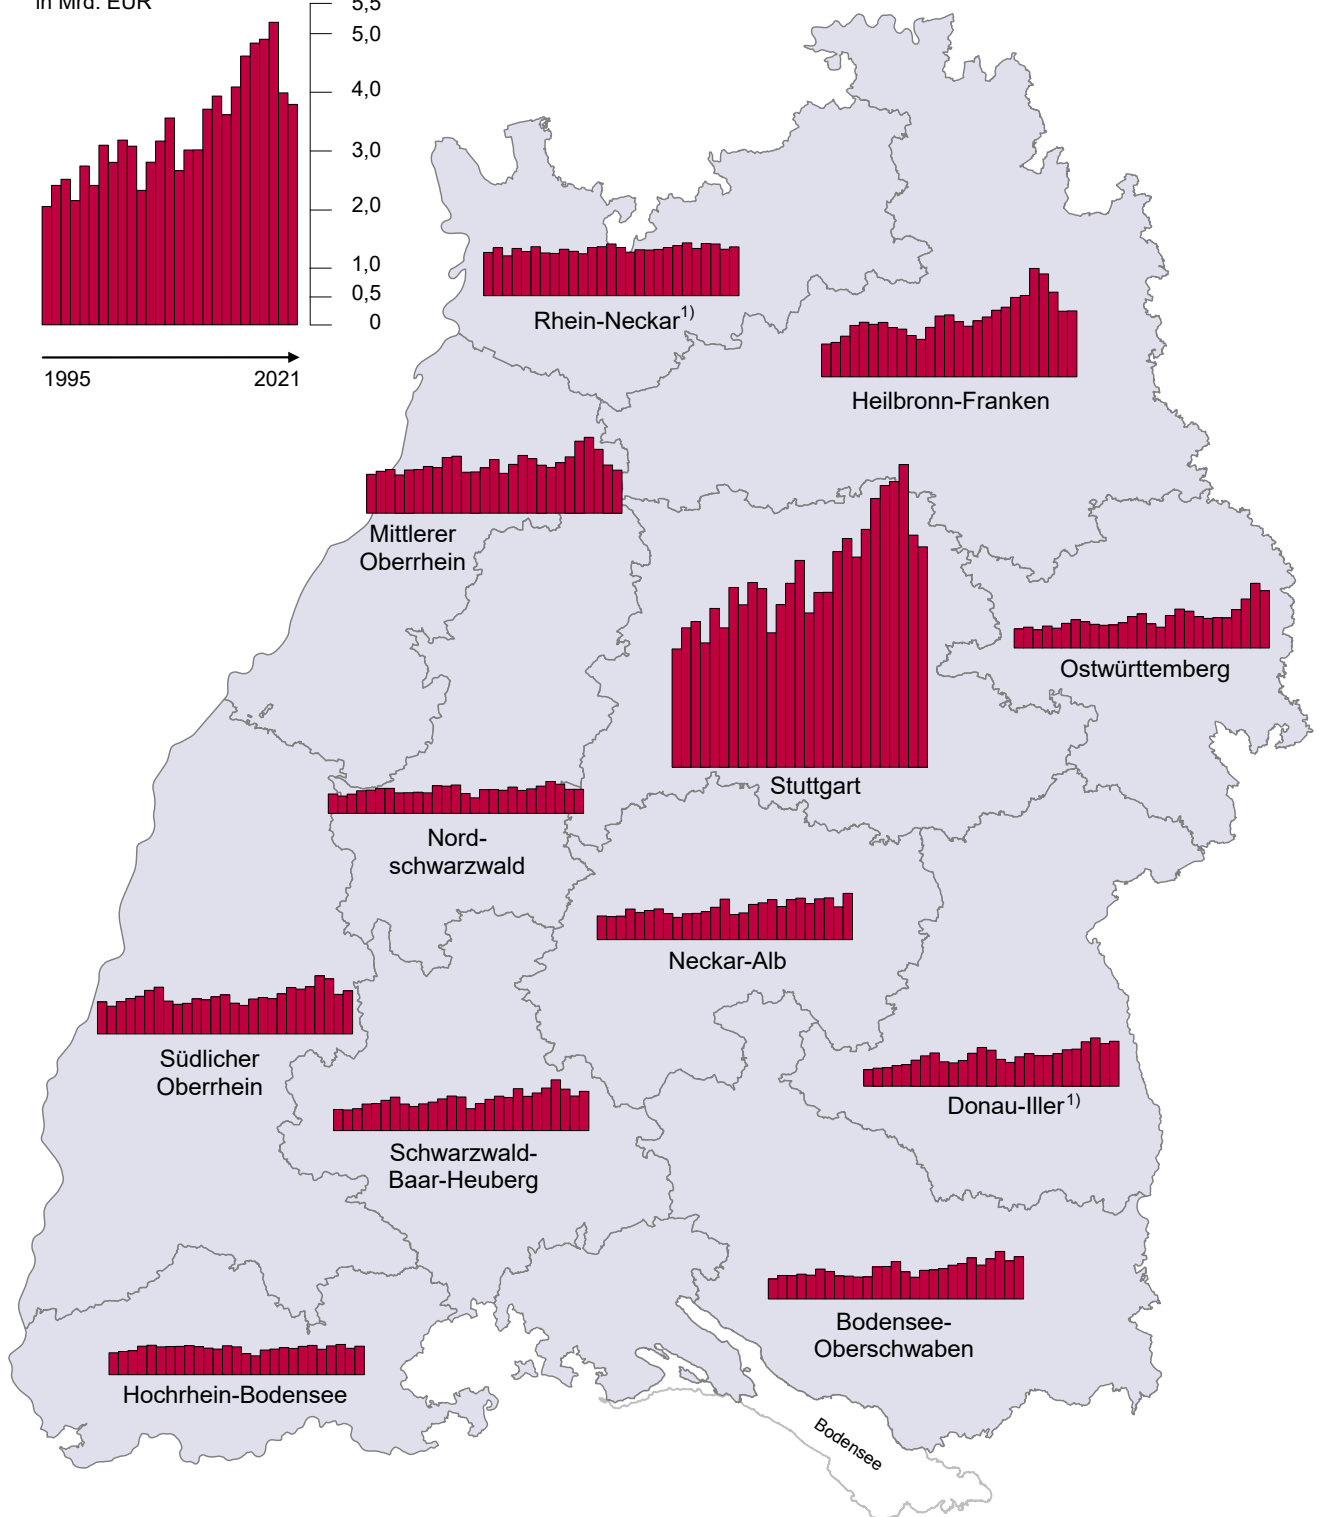 in Mrd. EUR
5,5
5,0
4,0
3,0
2,0
1,0
0,5
0
1995 2021
Rhein-Neckar1)
Heilbronn-Franken
Mittlerer
Oberrhein
Ostwürttemberg
Stuttgart
Nord-
schwarzwald
Neckar-Alb
Südlicher
Oberrhein
Donau-Iller1)
Schwarzwald-
Baar-Heuberg
Bodensee-
Oberschwaben
Hochrhein-Bodensee
Bodensee